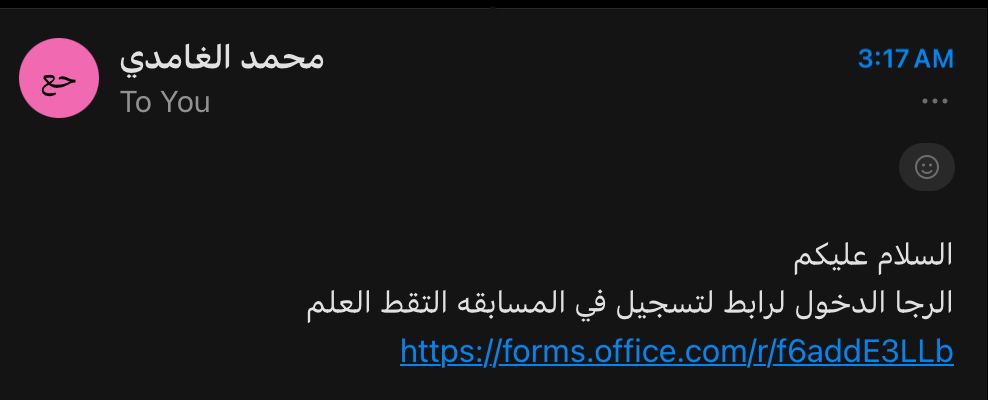 محمد الغامدي
3:17 AM
حع
To You
السلام عليكم
الرجا الدخول لرابط لتسجيل في المسابقه التقط العلم
https://forms.office.com/r/f6addE3LLb